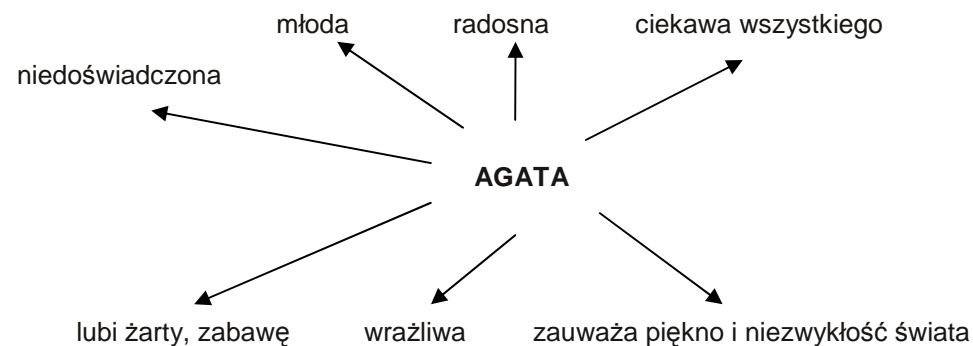 młoda radosna ciekawa wszystkiego
niedoświadczona
AGATA
lubi żarty, zabawę wrażliwa zauważa piękno i niezwykłość świata